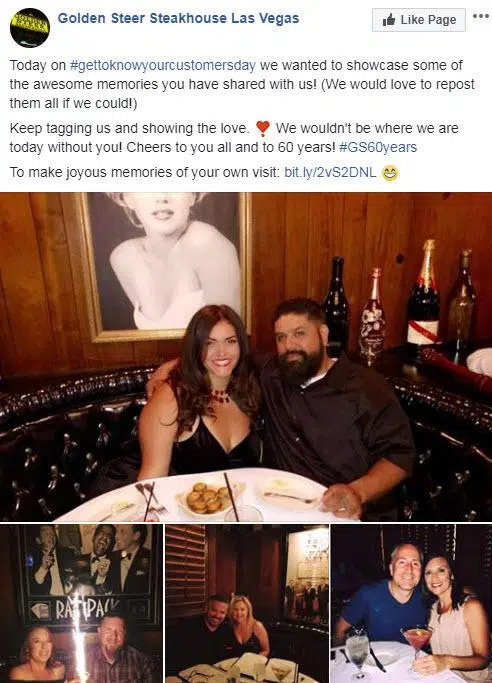 Golden Steer Steakhouse Las Vegas
Like Page
Today on #gettoknowyourcustomersday we wanted to showcase some of
the awesome memories you have shared with us! (We would love to repost
them all if we could!)
Keep tagging us and showing the love. ❣️ We wouldn't be where we are
today without you! Cheers to you all and to 60 years! #GS60years
To make joyous memories of your own visit: bit.ly/2vS2DNL 😁
RAT PACK